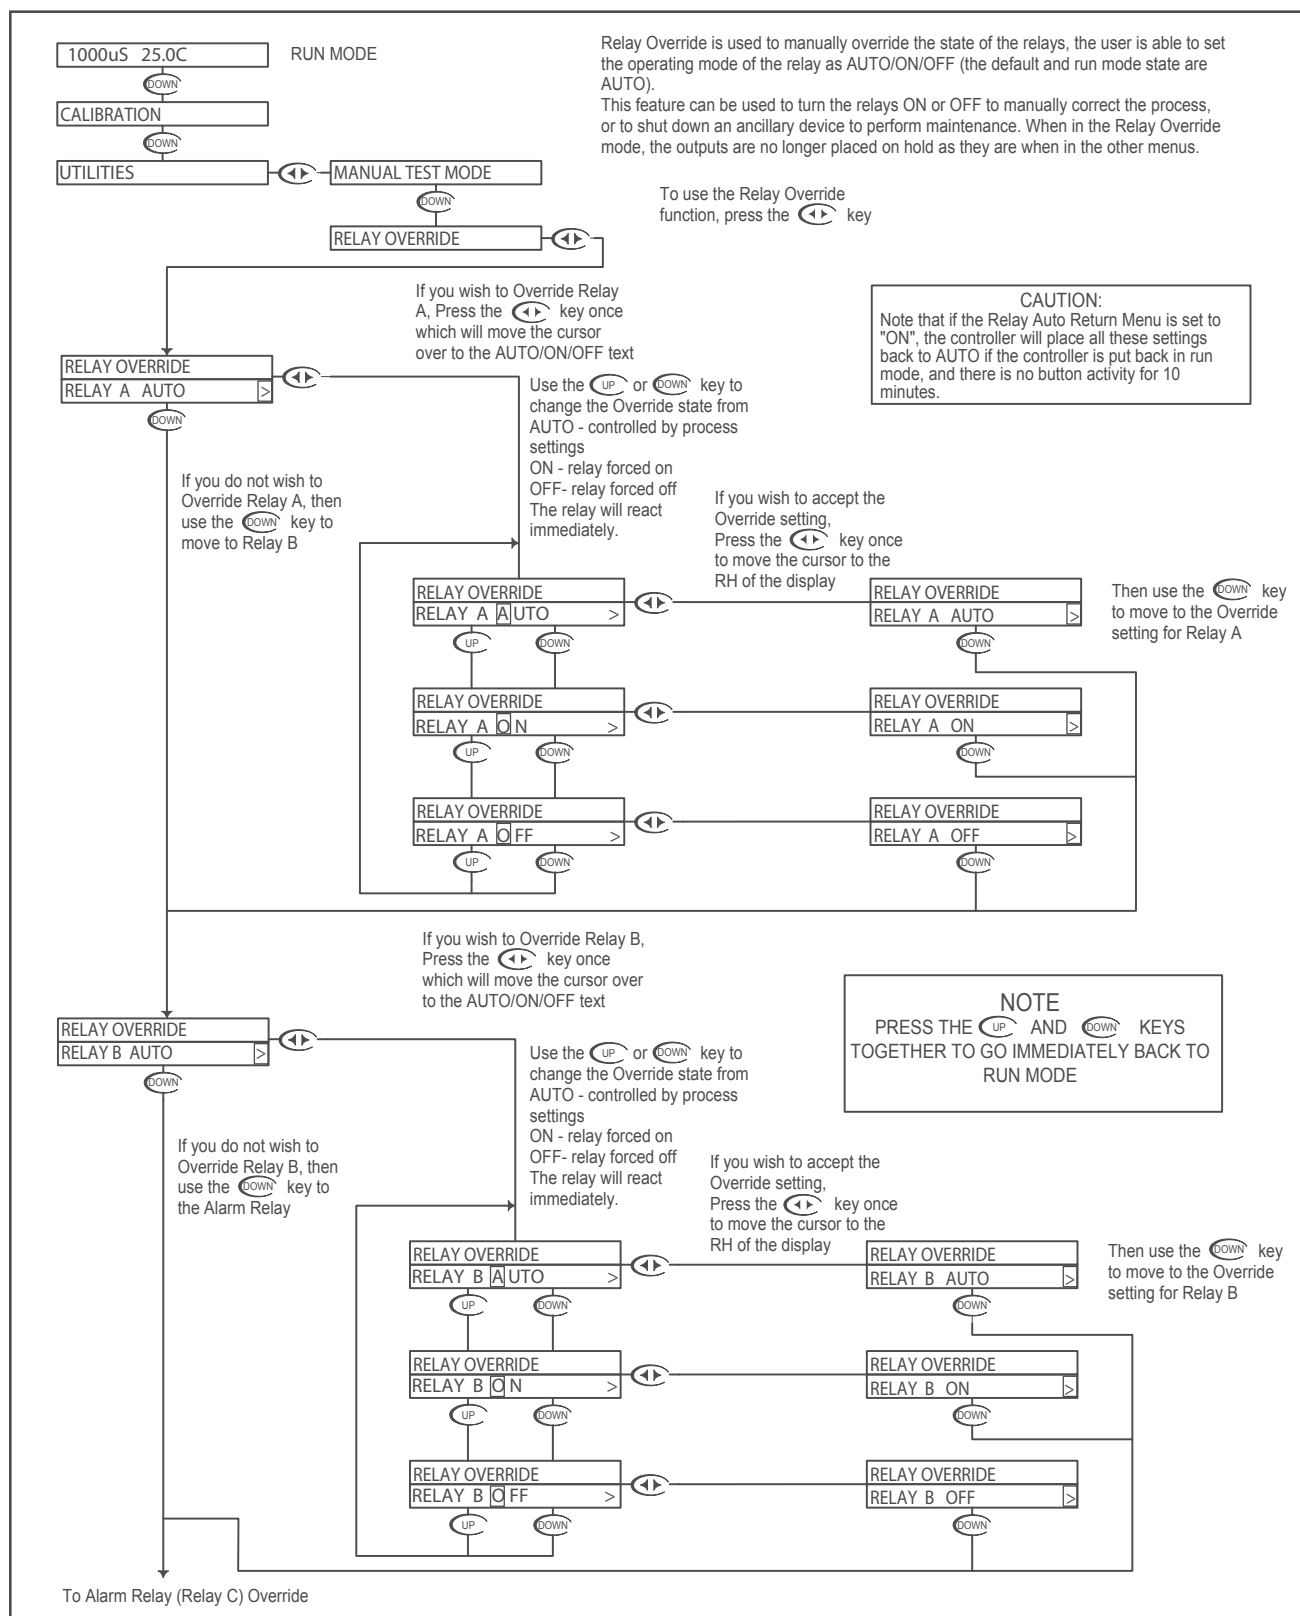 1000uS 25.0C
RUN MODE
DOWN
CALIBRATION
DOWN
UTILITIES
MANUAL TEST MODE
DOWN
RELAY OVERRIDE
Relay Override is used to manually override the state of the relays, the user is able to set
the operating mode of the relay as AUTO/ON/OFF (the default and run mode state are
AUTO).
This feature can be used to turn the relays ON or OFF to manually correct the process,
or to shut down an ancillary device to perform maintenance. When in the Relay Override
mode, the outputs are no longer placed on hold as they are when in the other menus.
To use the Relay Override
function, press the key
If you wish to Override Relay
A, Press the key once
which will move the cursor
over to the AUTO/ON/OFF text
CAUTION:
Note that if the Relay Auto Return Menu is set to
"ON", the controller will place all these settings
back to AUTO if the controller is put back in run
mode, and there is no button activity for 10
minutes.
RELAY OVERRIDE
RELAY A AUTO >
DOWN
Use the UP or DOWN key to
change the Override state from
AUTO - controlled by process
settings
ON - relay forced on
OFF- relay forced off
The relay will react
immediately.
If you do not wish to
Override Relay A, then
use the DOWN key to
move to Relay B
If you wish to accept the
Override setting,
Press the key once
to move the cursor to the
RH of the display
RELAY OVERRIDE
RELAY A AUTO >
UP DOWN
RELAY OVERRIDE
RELAY A AUTO >
DOWN
Then use the DOWN key
to move to the Override
setting for Relay A
RELAY OVERRIDE
RELAY A ON >
UP DOWN
RELAY OVERRIDE
RELAY A ON >
DOWN
RELAY OVERRIDE
RELAY A OFF >
UP DOWN
RELAY OVERRIDE
RELAY A OFF >
DOWN
If you wish to Override Relay B,
Press the key once
which will move the cursor over
to the AUTO/ON/OFF text
NOTE
PRESS THE UP AND DOWN KEYS
TOGETHER TO GO IMMEDIATELY BACK TO
RUN MODE
RELAY OVERRIDE
RELAY B AUTO >
DOWN
Use the UP or DOWN key to
change the Override state from
AUTO - controlled by process
settings
ON - relay forced on
OFF- relay forced off
The relay will react
immediately.
If you do not wish to
Override Relay B, then
use the DOWN key to
the Alarm Relay
If you wish to accept the
Override setting,
Press the key once
to move the cursor to the
RH of the display
RELAY OVERRIDE
RELAY B AUTO >
UP DOWN
RELAY OVERRIDE
RELAY B AUTO >
DOWN
Then use the DOWN key
to move to the Override
setting for Relay B
RELAY OVERRIDE
RELAY B ON >
UP DOWN
RELAY OVERRIDE
RELAY B ON >
DOWN
RELAY OVERRIDE
RELAY B OFF >
UP DOWN
RELAY OVERRIDE
RELAY B OFF >
DOWN
To Alarm Relay (Relay C) Override